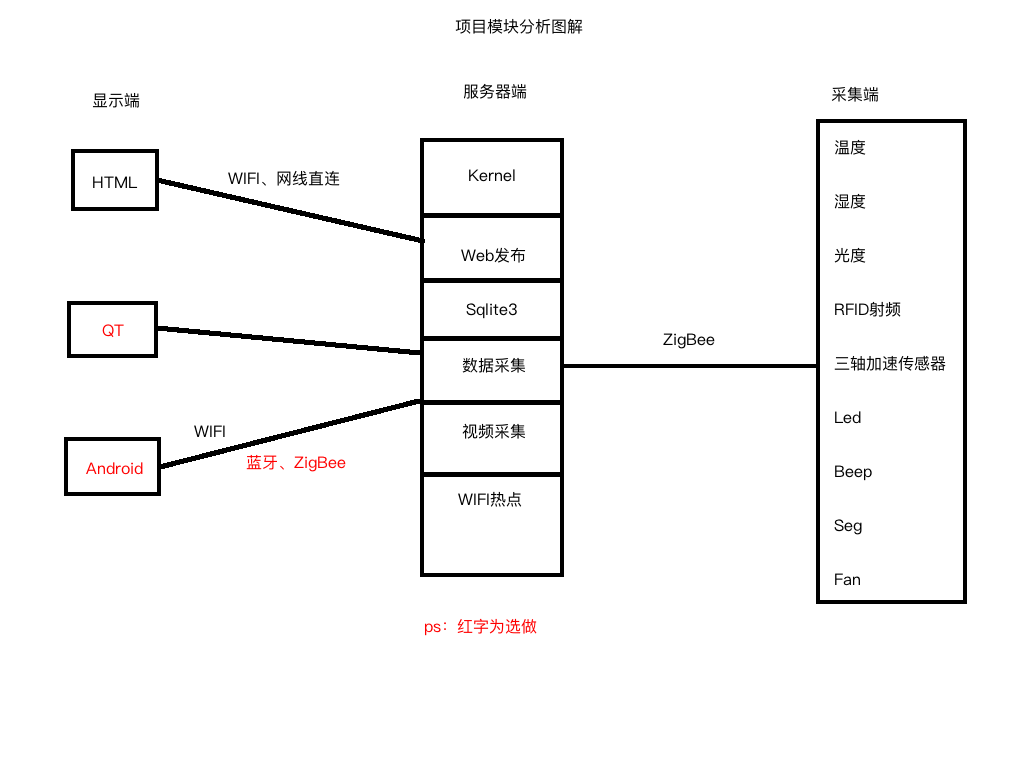 项目模块分析图解
显示端
服务器端
采集端
HTML
WIFI、网线直连
QT
Android
WIFI
蓝牙、ZigBee
Kernel
Web发布
Sqlite3
数据采集
视频采集
WIFI热点
ZigBee
温度
湿度
光度
RFID射频
三轴加速传感器
Led
Beep
Seg
Fan
ps：红字为选做